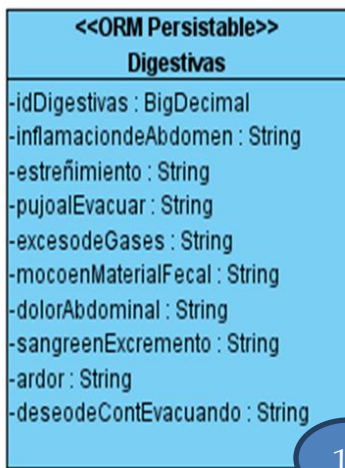 <<ORM Persistable>>
Digestivas
-idDigestivas : BigDecimal
-inflamaciondeAbdomen : String
-estreñimiento : String
-pujoalEvacuar : String
-excesodeGases : String
-mocoenMaterialFecal : String
-dolorAbdominal : String
-sangreenExcremento : String
-ardor : String
-deseodeContEvacuando : String
1